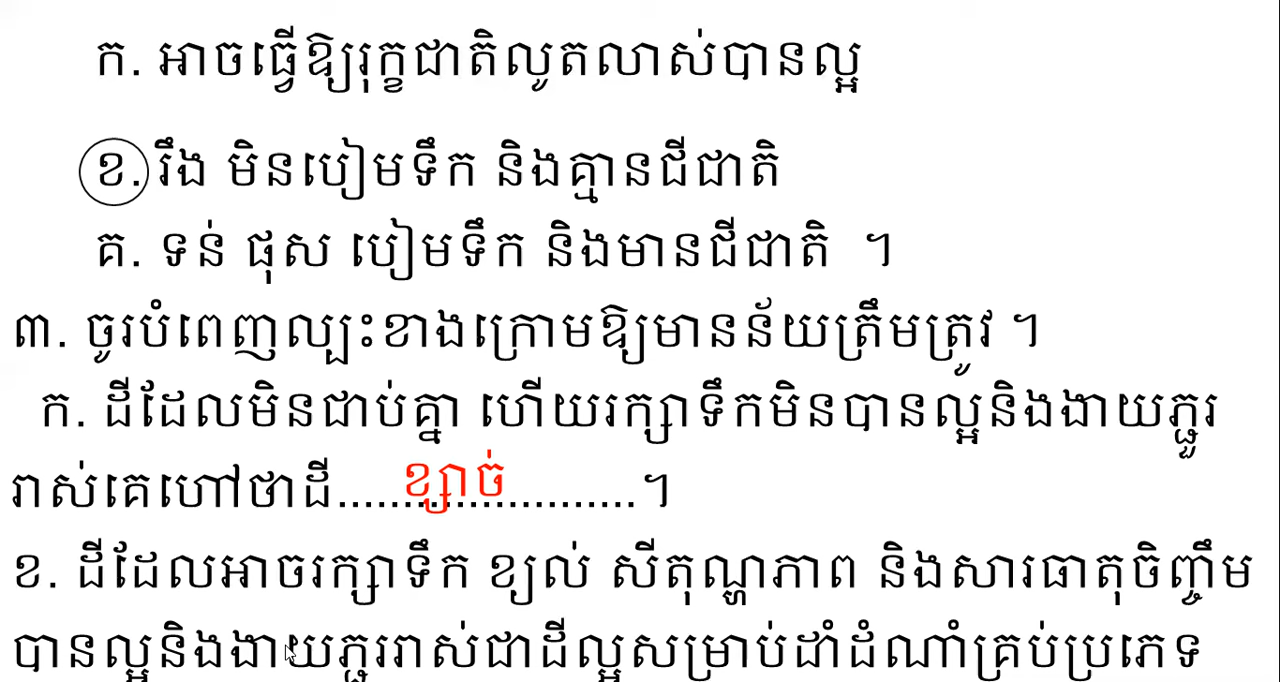 ក. អាចធ្វើឱ្យរុក្ខជាតិលូតលាស់បានល្អ
ខ. រឹង មិនបៀមទឹក និងគ្មានជីជាតិ
គ. ទន់ ផុស បៀមទឹក និងមានជីជាតិ ។
៣. ចូរបំពេញល្បះខាងក្រោមឱ្យមានន័យត្រឹមត្រូវ ។
ក. ដីដែលមិនជាប់គ្នា ហើយរក្សាទឹកមិនបានល្អនិងងាយភ្ជួរ
រាស់គេហៅថាដី.....ខ្សាច់.....................។
ខ. ដីដែលអាចរក្សាទឹក ខ្យល់ សីតុណ្ហភាព និងសារធាតុចិញ្ចឹម
បានល្អនិងងាយភ្ជួររាស់ជាដីល្អសម្រាប់ដាំដំណាំគ្រប់ប្រភេទ